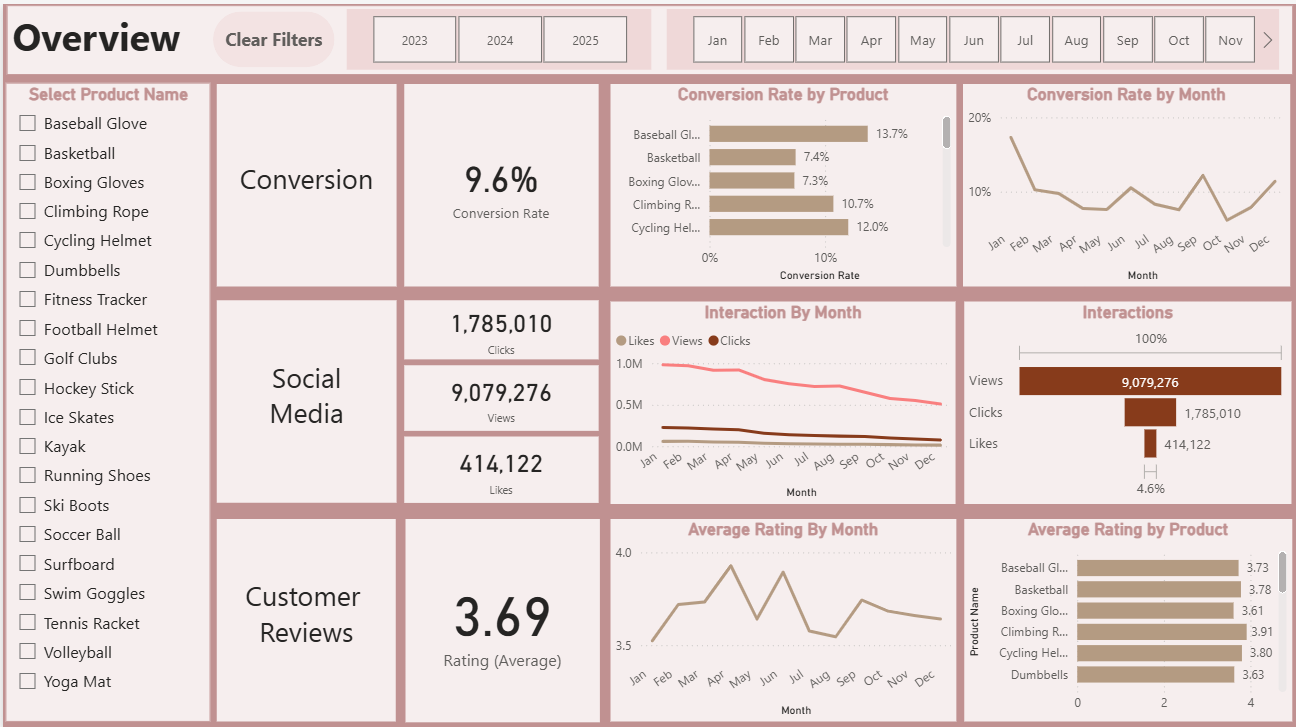 Overview
Clear Filters
2023
2024
2025
Jan
Feb
Mar
Apr
May
Jun
Jul
Aug
Sep
Oct
Nov
Select Product Name
Baseball Glove
Basketball
Boxing Gloves
Climbing Rope
Cycling Helmet
Dumbbells
Fitness Tracker
Football Helmet
Golf Clubs
Hockey Stick
Ice Skates
Kayak
Running Shoes
Ski Boots
Soccer Ball
Surfboard
Swim Goggles
Tennis Racket
Volleyball
Yoga Mat
Conversion
9.6%
Conversion Rate
Conversion Rate by Product
Baseball Gl... 13.7%
Basketball 7.4%
Boxing Glov... 7.3%
Climbing R... 10.7%
Cycling Hel... 12.0%
0% 10%
Conversion Rate
Conversion Rate by Month
20%
10%
Jan Feb Mar Apr May Jun Jul Aug Sep Oct Nov Dec
Month
Social
Media
1,785,010
Clicks
9,079,276
Views
414,122
Likes
Interaction By Month
Likes Views Clicks
1.0M
0.5M
0.0M
Jan Feb Mar Apr May Jun Jul Aug Sep Oct Nov Dec
Month
Interactions
100%
Views 9,079,276
Clicks 1,785,010
Likes 414,122
4.6%
Customer
Reviews
3.69
Rating (Average)
Average Rating By Month
4.0
3.5
Jan Feb Mar Apr May Jun Jul Aug Sep Oct Nov Dec
Month
Average Rating by Product
Product Name
Baseball Gl... 3.73
Basketball 3.78
Boxing Glo... 3.61
Climbing R... 3.91
Cycling Hel... 3.80
Dumbbells 3.63
0 2 4